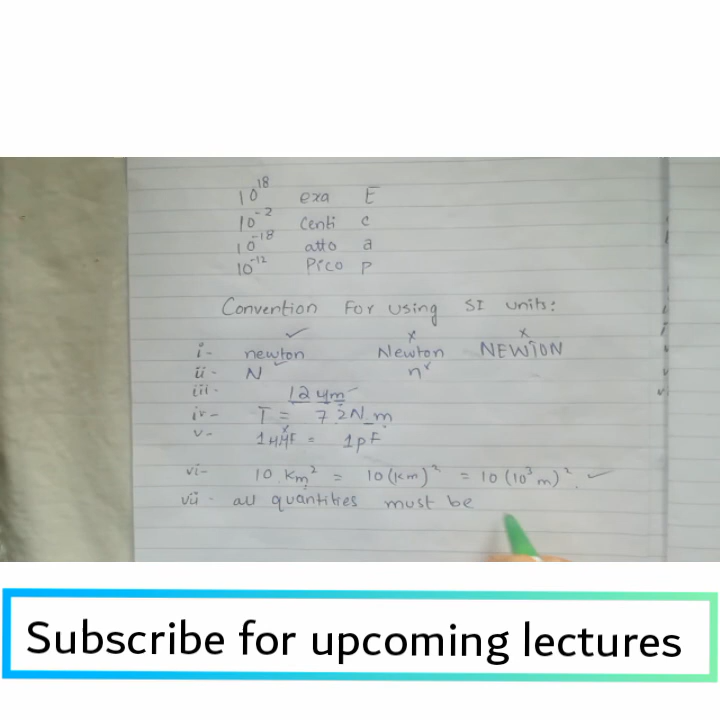 10^18 exa E
10^-2 Centi c
10^-18 atto a
10^-12 Pico p
Convention For using SI units:
✓ x x
i- newton Newton NEWTON
ii- N n
iii- 12 μm
iv- T = 72 N_m
v- 1μμF = 1pF
vi- 10 Km² = 10(Km)² = 10(10³m)². ✓
vii- all quantities must be
Subscribe for upcoming lectures